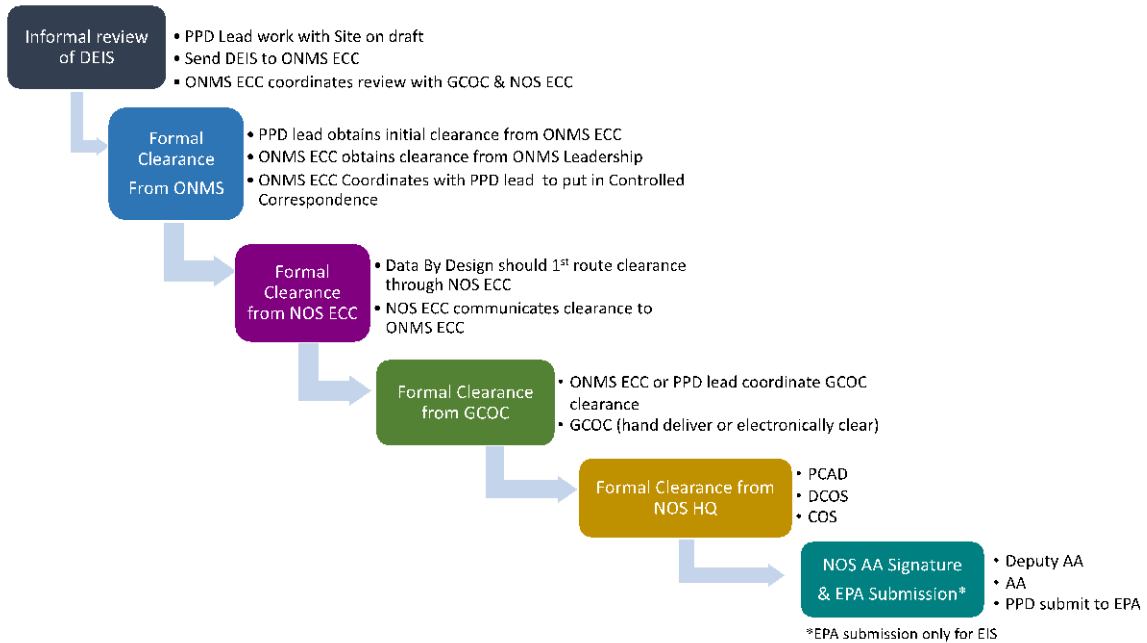 Informal review
of DEIS
• PPD Lead work with Site on draft
• Send DEIS to ONMS ECC
▪ ONMS ECC coordinates review with GCOC & NOS ECC
Formal
Clearance
From ONMS
• PPD lead obtains initial clearance from ONMS ECC
• ONMS ECC obtains clearance from ONMS Leadership
• ONMS ECC Coordinates with PPD lead to put in Controlled
Correspondence
Formal
Clearance
from NOS ECC
• Data By Design should 1st route clearance
through NOS ECC
• NOS ECC communicates clearance to
ONMS ECC
Formal Clearance
from GCOC
• ONMS ECC or PPD lead coordinate GCOC
clearance
• GCOC (hand deliver or electronically clear)
Formal Clearance from
NOS HQ
• PCAD
• DCOS
• COS
NOS AA Signature
& EPA Submission*
• Deputy AA
• AA
• PPD submit to EPA
*EPA submission only for EIS